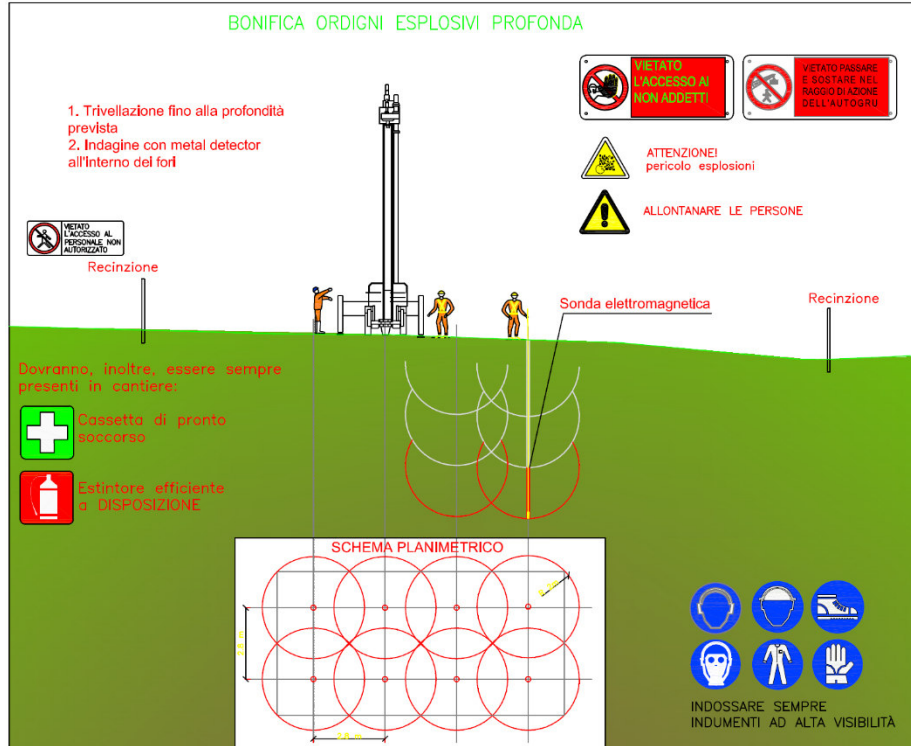 BONIFICA ORDIGNI ESPLOSIVI PROFONDA
1. Trivellazione fino alla profondità
prevista
2. Indagine con metal detector
all'interno dei fori
VIETATO
L'ACCESSO AI
NON ADDETTI
VIETATO PASSARE
E SOSTARE NEL
RAGGIO DI AZIONE
DELL'AUTOGRU
ATTENZIONE!
pericolo esplosioni
ALLONTANARE LE PERSONE
VIETATO
L'ACCESSO AL
PERSONALE NON
AUTORIZZATO
Recinzione
Sonda elettromagnetica
Recinzione
Dovranno, inoltre, essere sempre
presenti in cantiere:
Cassetta di pronto
soccorso
Estintore efficiente
a DISPOSIZIONE
SCHEMA PLANIMETRICO
INDOSSARE SEMPRE
INDUMENTI AD ALTA VISIBILITÀ